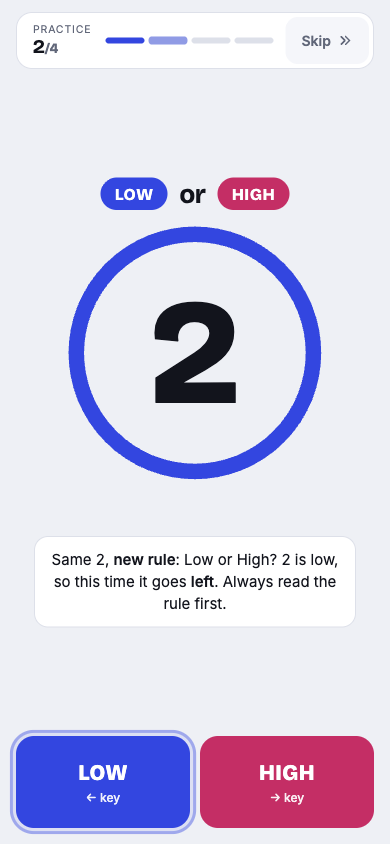 PRACTICE
2/4
Skip »
LOW or HIGH
2
Same 2, new rule: Low or High? 2 is low,
so this time it goes left. Always read the
rule first.
LOW
← key
HIGH
→ key